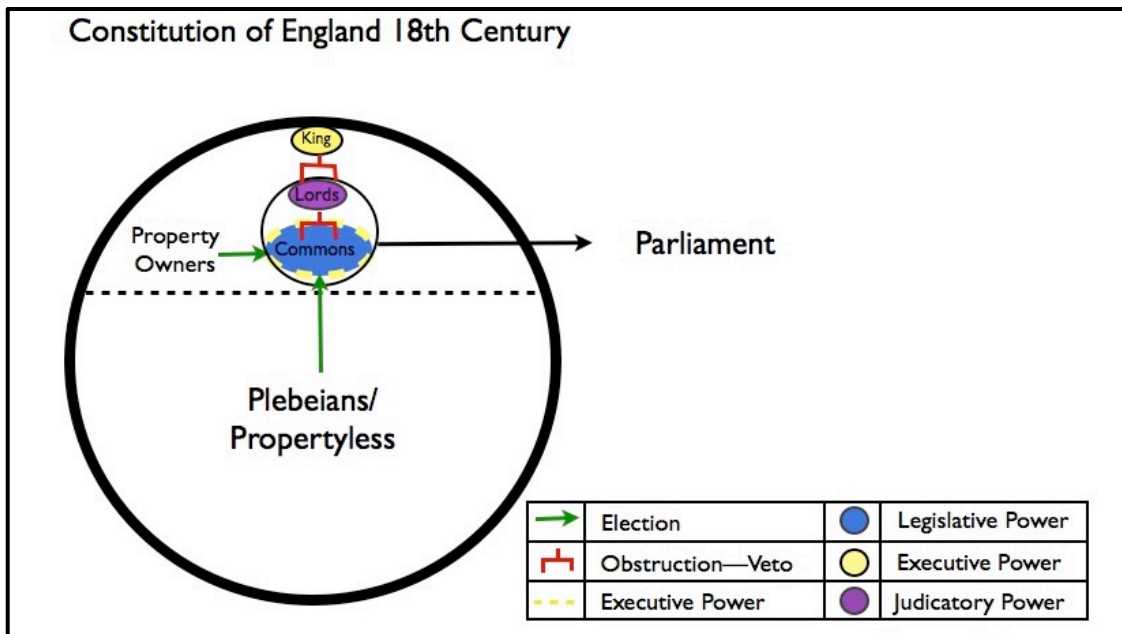 Constitution of England 18th Century
King
Lords
Commons
Property
Owners
Parliament
Plebeians/
Propertyless
Election
Legislative Power
Obstruction—Veto
Executive Power
Executive Power
Judicatory Power